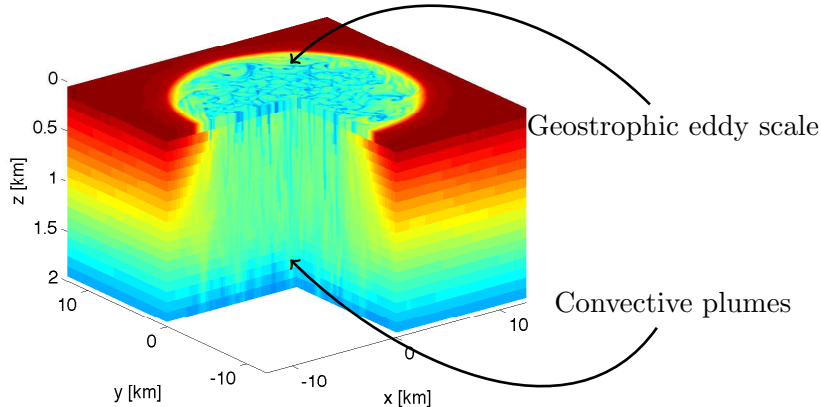 0
0.5
1
1.5
2
z [km]
10
0
-10
y [km]
-10
0
10
x [km]
Geostrophic eddy scale
Convective plumes